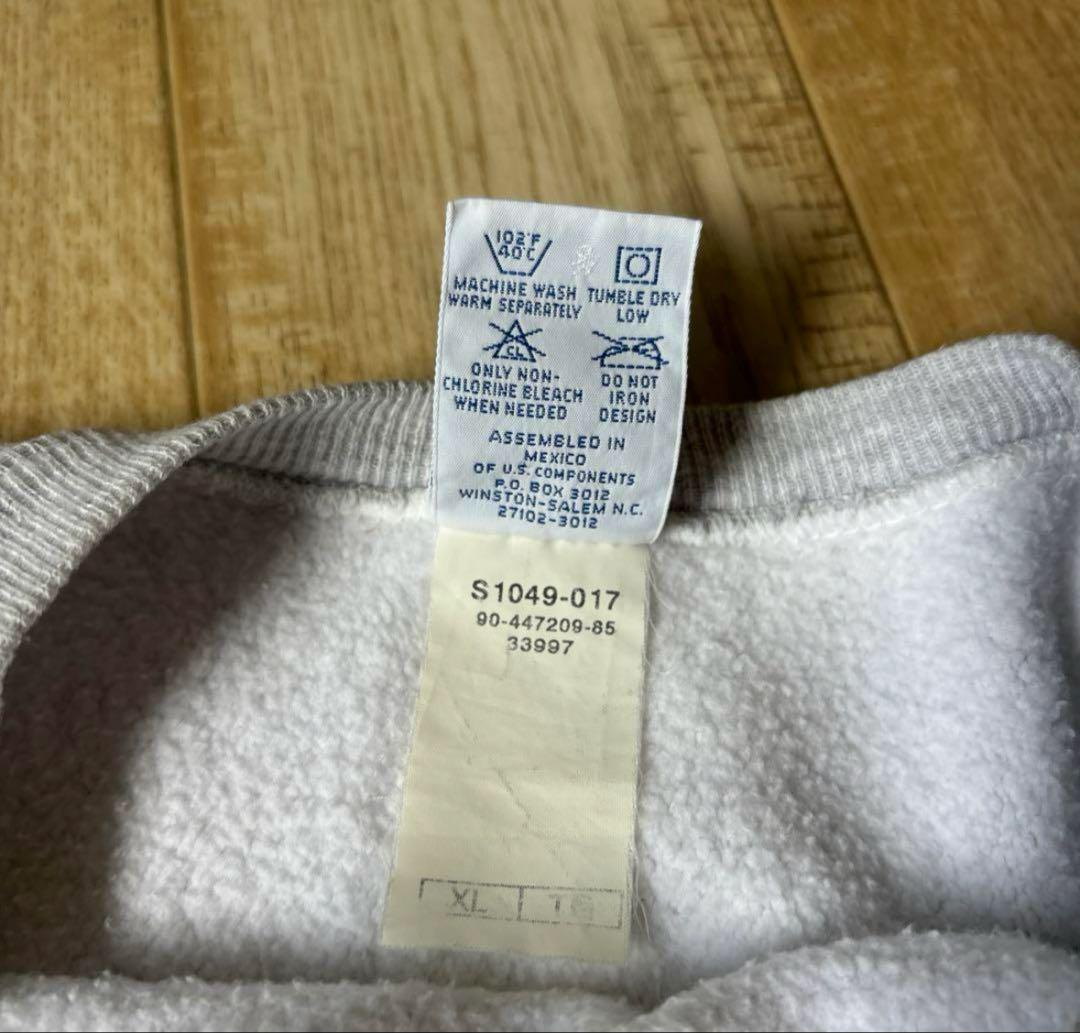 102°F
40°C
MACHINE WASH
WARM SEPARATELY
TUMBLE DRY
LOW
CL
ONLY NON-
CHLORINE BLEACH
WHEN NEEDED
DO NOT
IRON
DESIGN
ASSEMBLED IN
MEXICO
OF U.S. COMPONENTS
P.O. BOX 3012
WINSTON-SALEM N.C.
27102-3012
S1049-017
90-447209-85
33997
XL